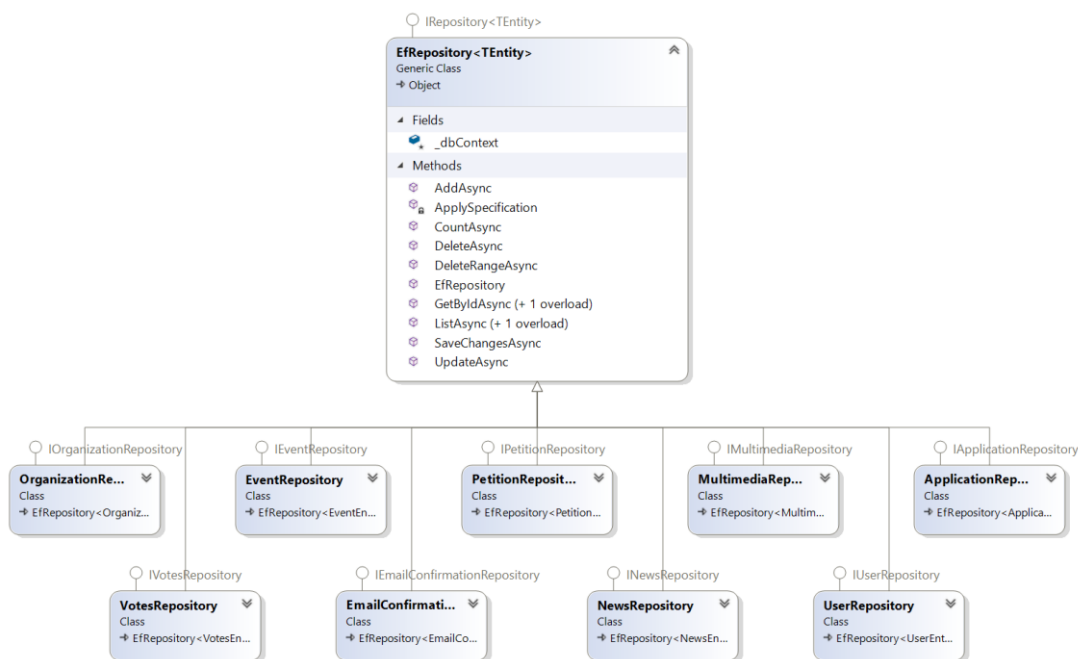 IRepository<TEntity>
EfRepository<TEntity>
Generic Class
Object
Fields
_dbContext
Methods
AddAsync
ApplySpecification
CountAsync
DeleteAsync
DeleteRangeAsync
EfRepository
GetByIdAsync (+ 1 overload)
ListAsync (+ 1 overload)
SaveChangesAsync
UpdateAsync
IOrganizationRepository
OrganizationRe...
Class
EfRepository<Organiz...
IEventRepository
EventRepository
Class
EfRepository<EventEn...
IPetitionRepository
PetitionReposit...
Class
EfRepository<Petition...
IMultimediaRepository
MultimediaRep...
Class
EfRepository<Multim...
IApplicationRepository
ApplicationRep...
Class
EfRepository<Applica...
IVotesRepository
VotesRepository
Class
EfRepository<VotesEn...
IEmailConfirmationRepository
EmailConfirmati...
Class
EfRepository<EmailCo...
INewsRepository
NewsRepository
Class
EfRepository<NewsEn...
IUserRepository
UserRepository
Class
EfRepository<UserEnt...